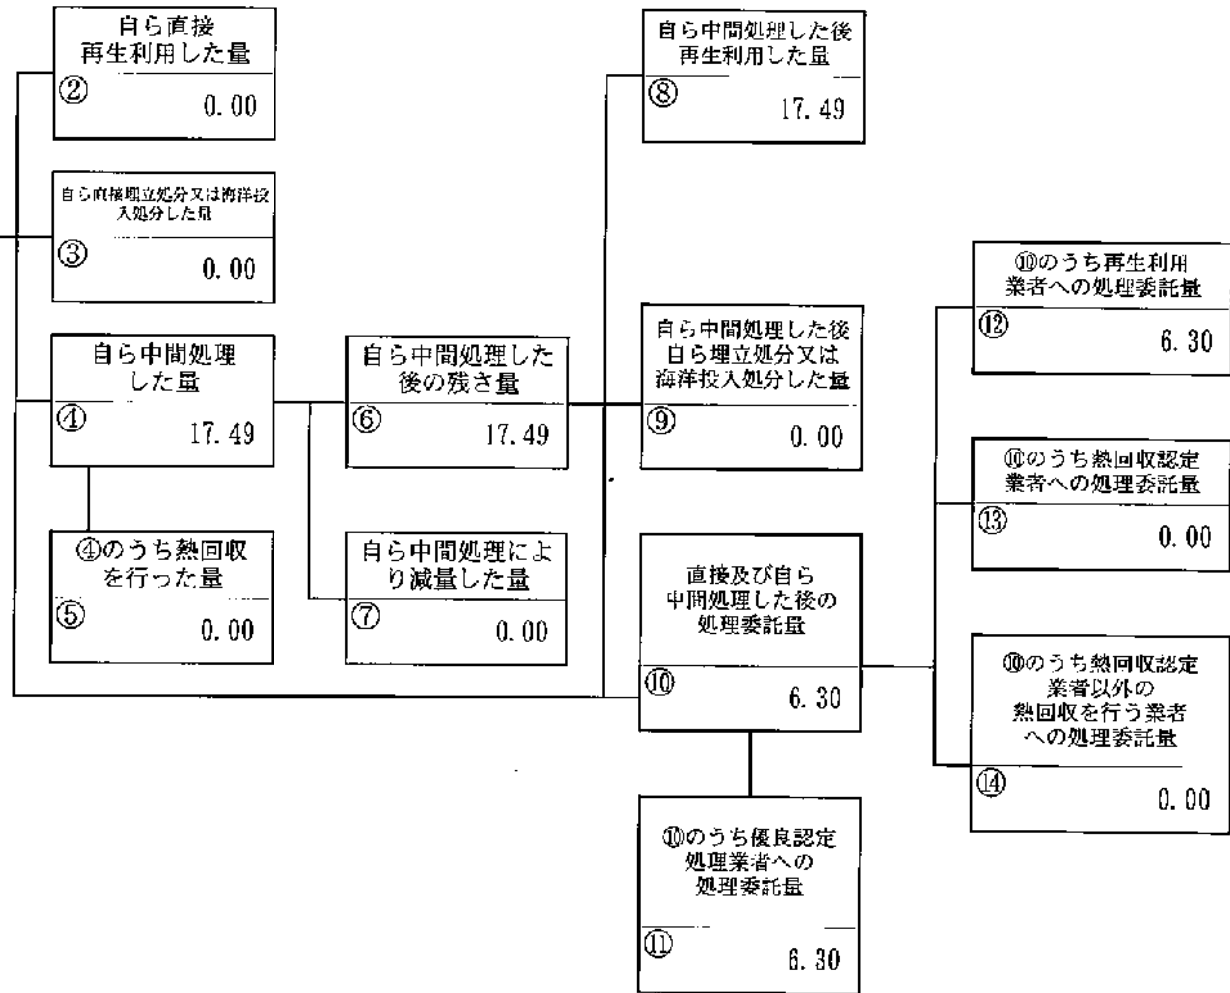 自ら直接
再生利用した量
②
0.00
自ら直接埋立処分又は海洋投
入処分した量
③
0.00
自ら中間処理
した量
④
17.49
④のうち熱回収
を行った量
⑤
0.00
自ら中間処理した
後の残さ量
⑥
17.49
自ら中間処理によ
り減量した量
⑦
0.00
自ら中間処理した後
再生利用した量
⑧
17.49
自ら中間処理した後
自ら埋立処分又は
海洋投入処分した量
⑨
0.00
直接及び自ら
中間処理した後の
処理委託量
⑩
6.30
⑩のうち優良認定
処理業者への
処理委託量
⑪
6.30
⑩のうち再生利用
業者への処理委託量
⑫
6.30
⑩のうち熱回収認定
業者への処理委託量
⑬
0.00
⑩のうち熱回収認定
業者以外の
熱回収を行う業者
への処理委託量
⑭
0.00